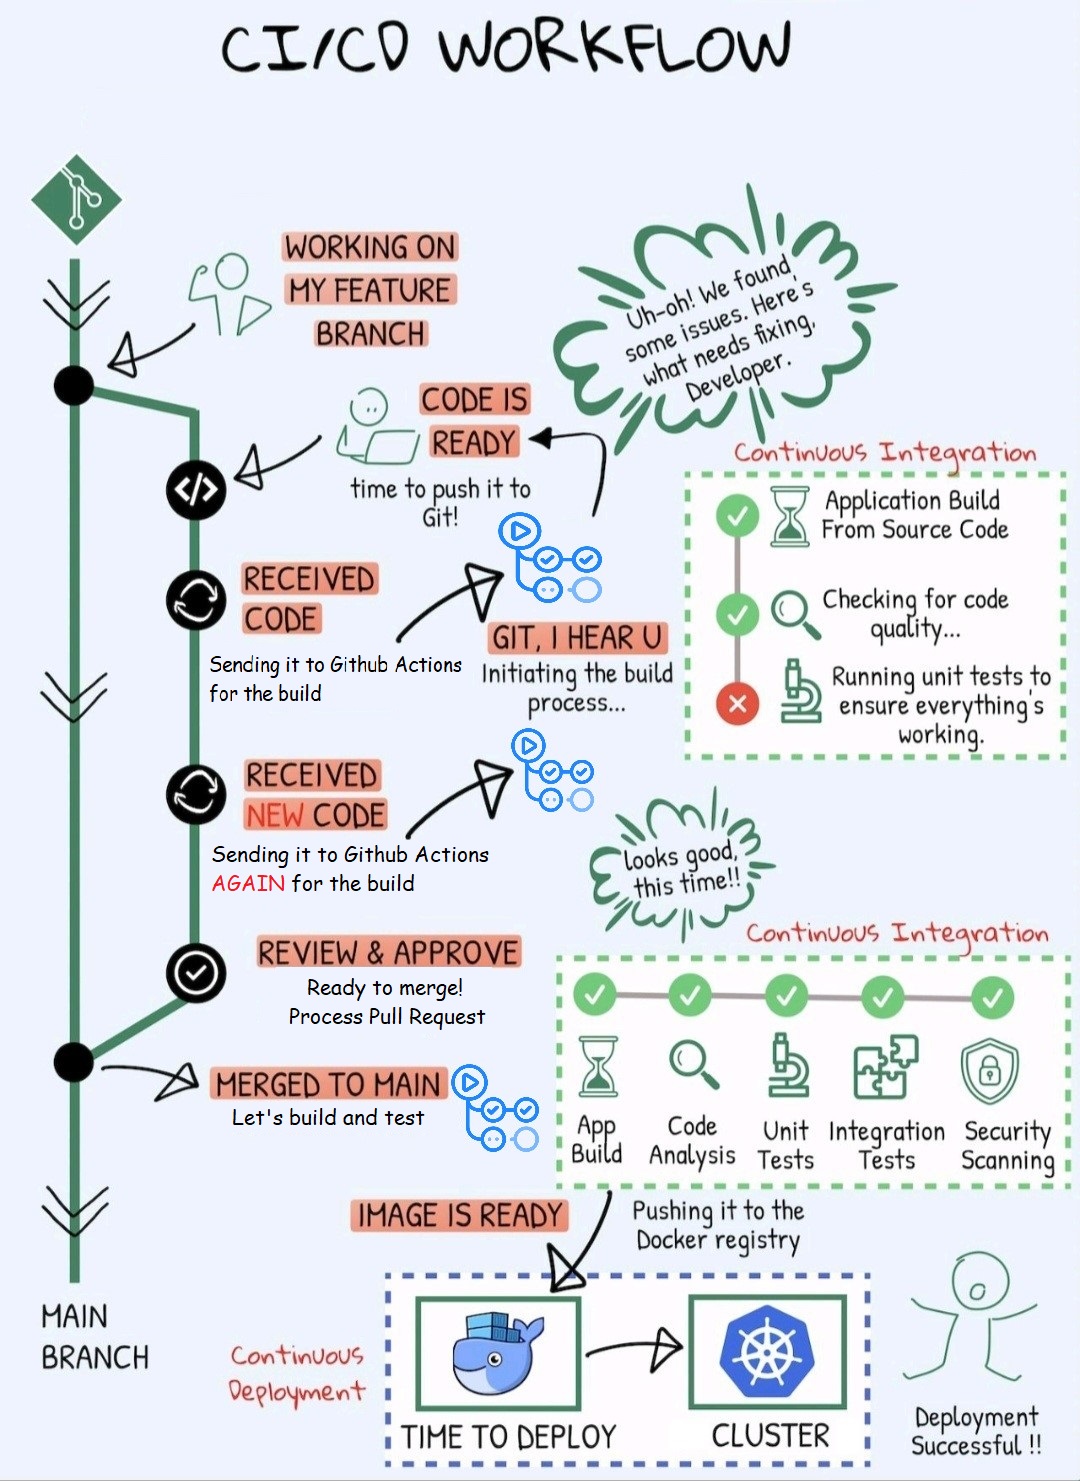 CI/CD WORKFLOW
WORKING ON
MY FEATURE
BRANCH
Uh-oh! We found
some issues. Here's
what needs fixing,
Developer.
CODE IS
READY
time to push it to
Git!
Continuous Integration
Application Build
From Source Code
Checking for code
quality...
Running unit tests to
ensure everything's
working.
RECEIVED
CODE
Sending it to Github Actions
for the build
GIT, I HEAR U
Initiating the build
process...
RECEIVED
NEW CODE
Sending it to Github Actions
AGAIN for the build
looks good,
this time!!
Continuous Integration
REVIEW & APPROVE
Ready to merge!
Process Pull Request
MERGED TO MAIN
Let's build and test
App
Build
Code
Analysis
Unit
Tests
Integration
Tests
Security
Scanning
IMAGE IS READY
Pushing it to the
Docker registry
MAIN
BRANCH
Continuous
Deployment
TIME TO DEPLOY
CLUSTER
Deployment
Successful !!